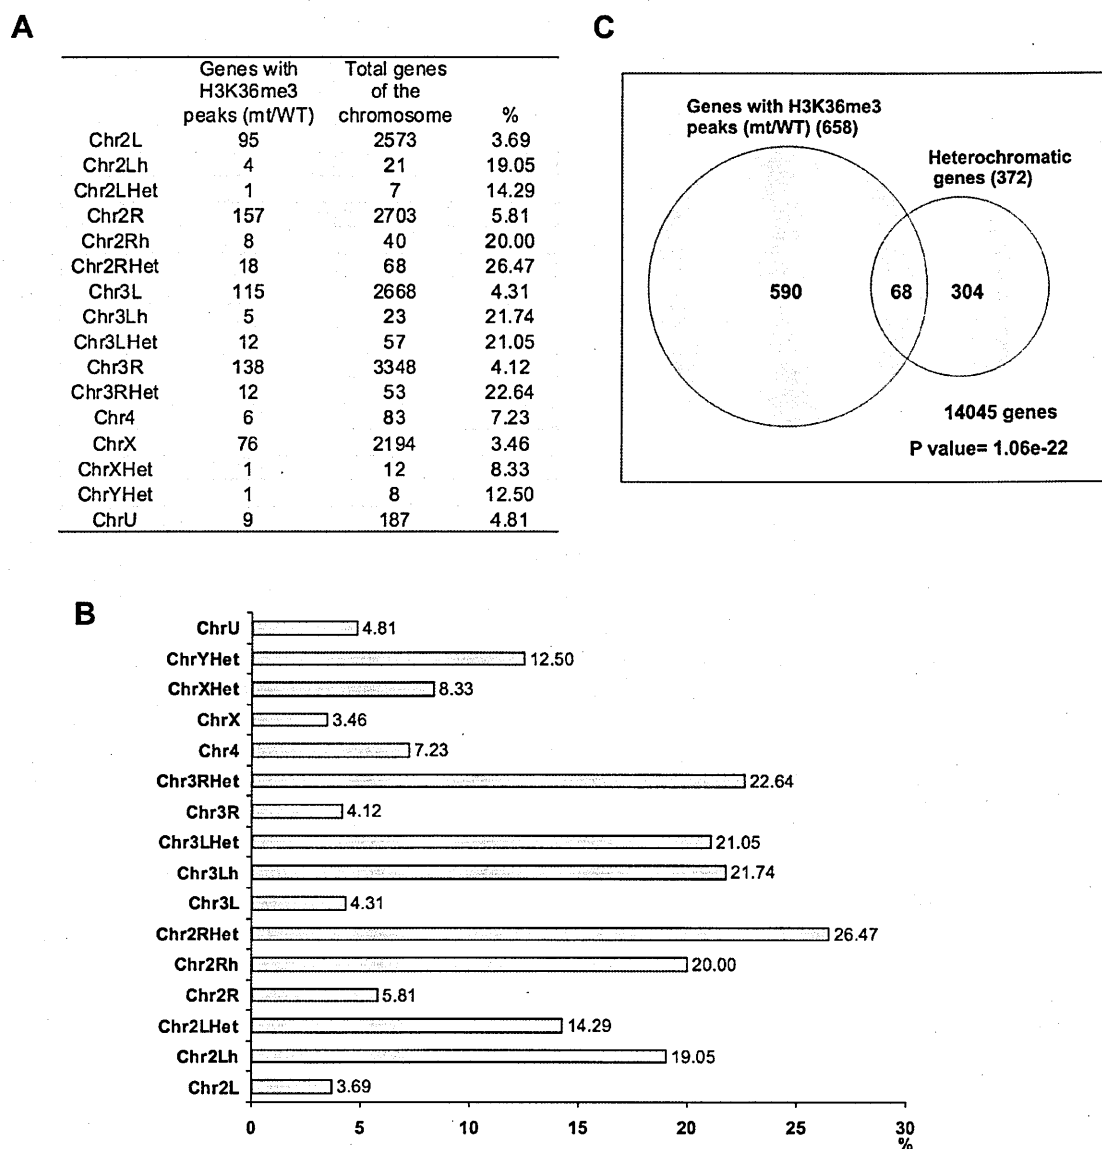 A
Genes with H3K36me3 peaks (mt/WT) Total genes of the chromosome %
Chr2L 95 2573 3.69
Chr2Lh 4 21 19.05
Chr2LHet 1 7 14.29
Chr2R 157 2703 5.81
Chr2Rh 8 40 20.00
Chr2RHet 18 68 26.47
Chr3L 115 2668 4.31
Chr3Lh 5 23 21.74
Chr3LHet 12 57 21.05
Chr3R 138 3348 4.12
Chr3RHet 12 53 22.64
Chr4 6 83 7.23
ChrX 76 2194 3.46
ChrXHet 1 12 8.33
ChrYHet 1 8 12.50
ChrU 9 187 4.81
C
Genes with H3K36me3
peaks (mt/WT) (658)
Heterochromatic
genes (372)
590 68 304
14045 genes
P value= 1.06e-22
B
ChrU 4.81
ChrYHet 12.50
ChrXHet 8.33
ChrX 3.46
Chr4 7.23
Chr3RHet 22.64
Chr3R 4.12
Chr3LHet 21.05
Chr3Lh 21.74
Chr3L 4.31
Chr2RHet 26.47
Chr2Rh 20.00
Chr2R 5.81
Chr2LHet 14.29
Chr2Lh 19.05
Chr2L 3.69
0 5 10 15 20 25 30
%